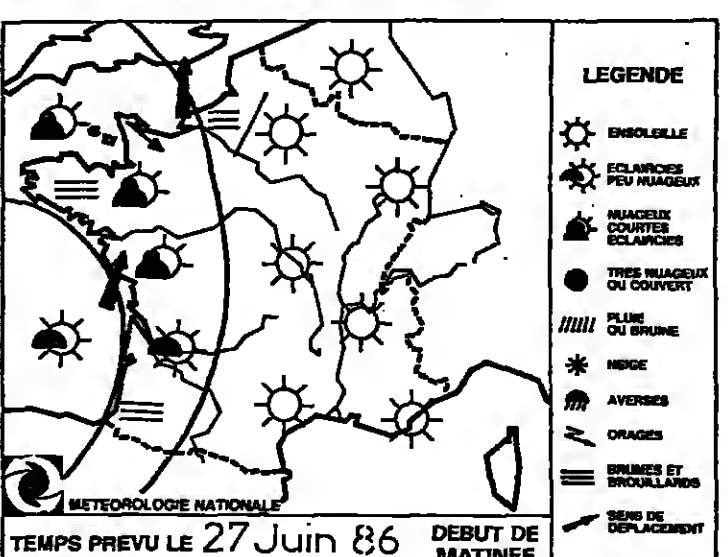 LEGENDE
ENSOLEILLE
ECLAIRCIES
PEU NUAGEUX
NUAGEUX
COURTES
ECLAIRCIES
TRES NUAGEUX
OU COUVERT
PLUIE
OU BRUINE
NEIGE
AVERSES
ORAGES
BRUMES ET
BROUILLARDS
SENS DE
DEPLACEMENT
METEOROLOGIE NATIONALE
TEMPS PREVU LE 27 Juin 86 DEBUT DE
MATINEE